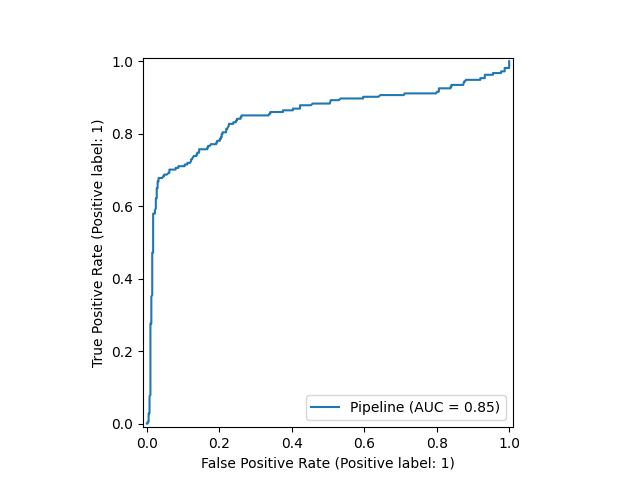 1.0
0.8
0.6
0.4
0.2
0.0
True Positive Rate (Positive label: 1)
Pipeline (AUC = 0.85)
0.0 0.2 0.4 0.6 0.8 1.0
False Positive Rate (Positive label: 1)